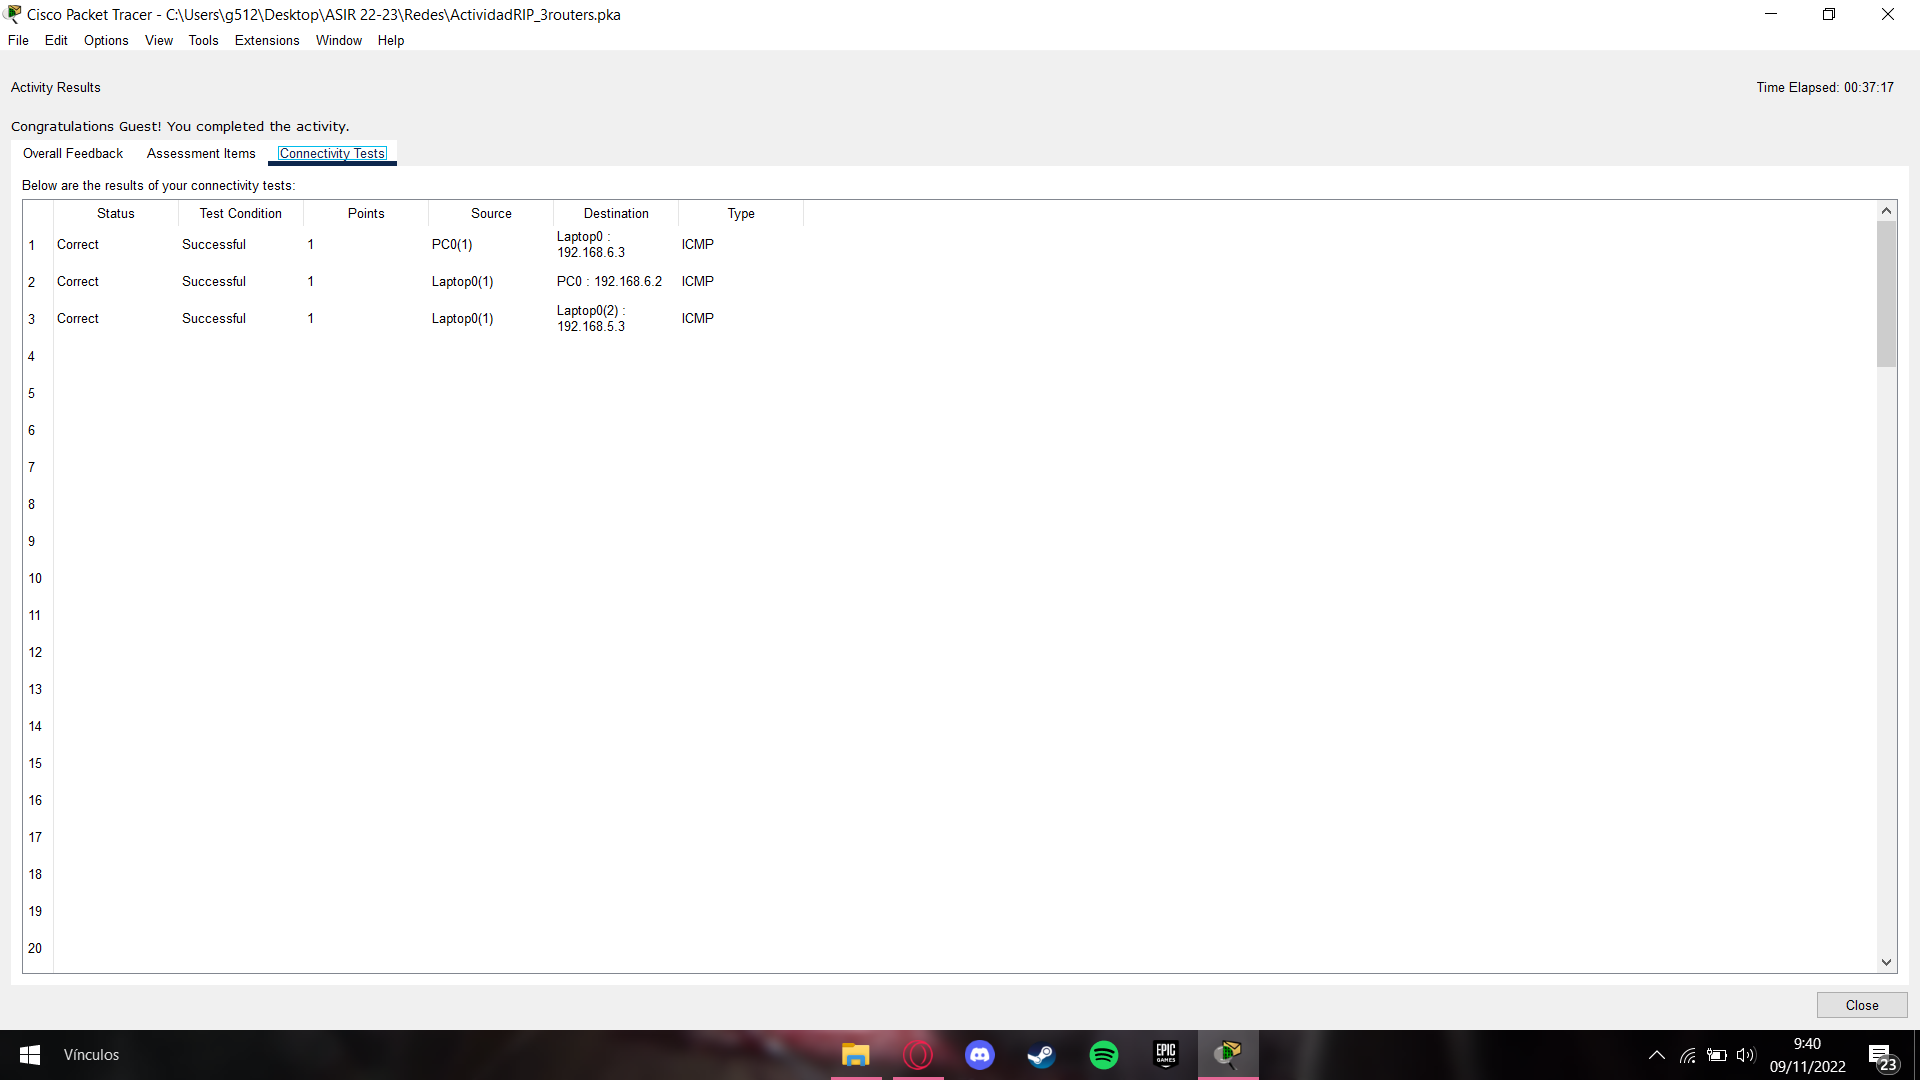 Cisco Packet Tracer - C:\Users\g512\Desktop\ASIR 22-23\Redes\ActividadRIP_3routers.pka
File Edit Options View Tools Extensions Window Help
Activity Results
Time Elapsed: 00:37:17
Congratulations Guest! You completed the activity.
Overall Feedback Assessment Items Connectivity Tests
Below are the results of your connectivity tests:
Status Test Condition Points Source Destination Type
1 Correct Successful 1 PC0(1) Laptop0 : 192.168.6.3 ICMP
2 Correct Successful 1 Laptop0(1) PC0 : 192.168.6.2 ICMP
3 Correct Successful 1 Laptop0(1) Laptop0(2) : 192.168.5.3 ICMP
4
5
6
7
8
9
10
11
12
13
14
15
16
17
18
19
20
Close
Vínculos
EPIC GAMES
9:40
09/11/2022
23